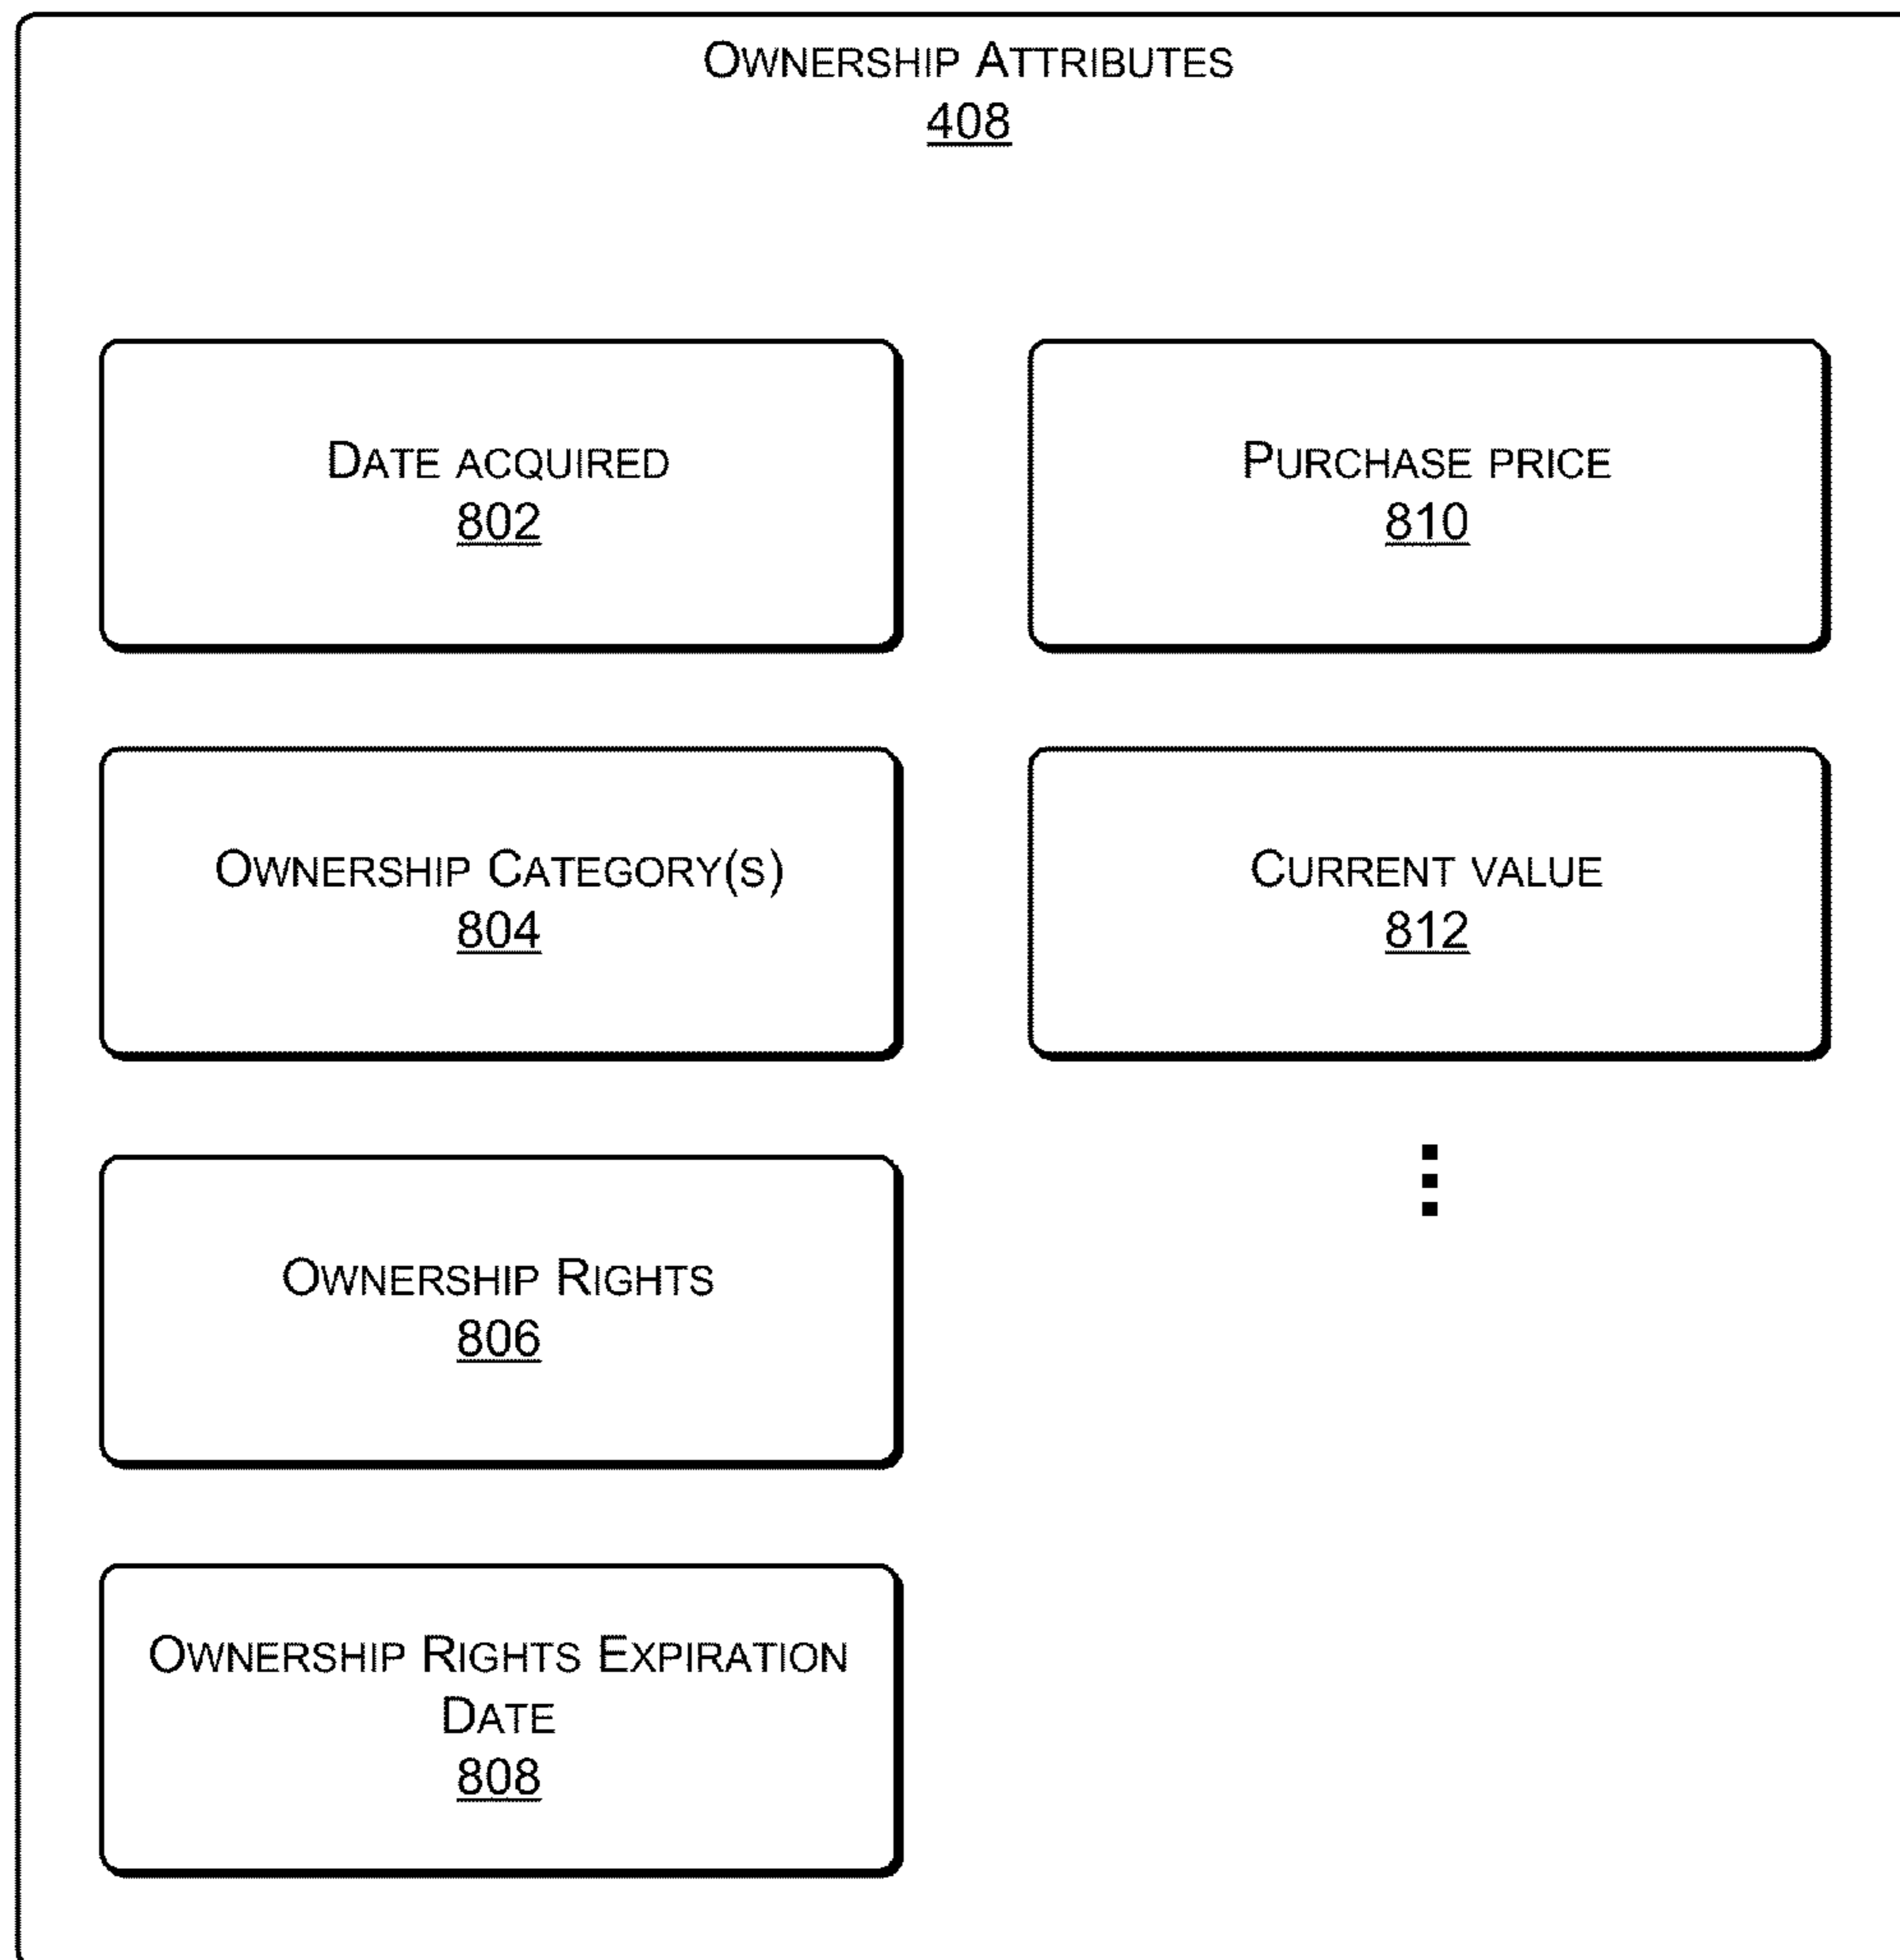 OWNERSHIP ATTRIBUTES
408
DATE ACQUIRED
802
OWNERSHIP CATEGORY(S)
804
OWNERSHIP RIGHTS
806
OWNERSHIP RIGHTS EXPIRATION
DATE
808
PURCHASE PRICE
810
CURRENT VALUE
812